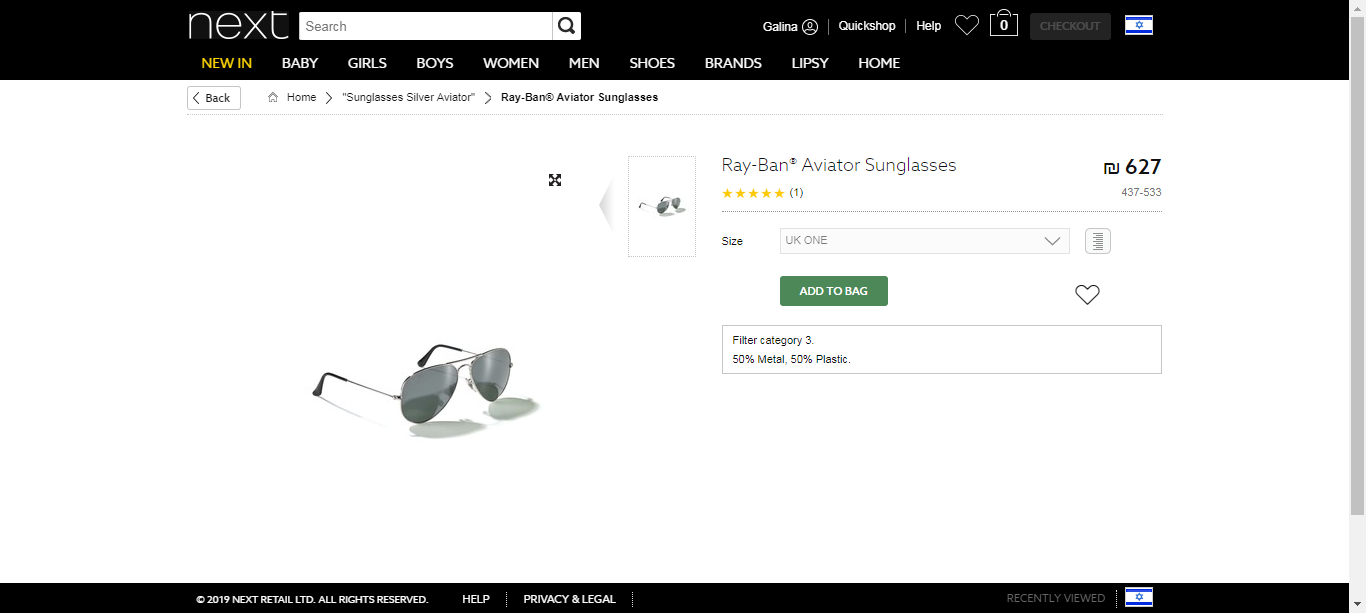 next
Search
Galina
Quickshop
Help
0
CHECKOUT
NEW IN BABY GIRLS BOYS WOMEN MEN SHOES BRANDS LIPSY HOME
Back
Home
"Sunglasses Silver Aviator"
Ray-Ban® Aviator Sunglasses
Ray-Ban® Aviator Sunglasses
₪ 627
(1)
437-533
Size
UK ONE
ADD TO BAG
Filter category 3.
50% Metal, 50% Plastic.
© 2019 NEXT RETAIL LTD. ALL RIGHTS RESERVED.
HELP
PRIVACY & LEGAL
RECENTLY VIEWED